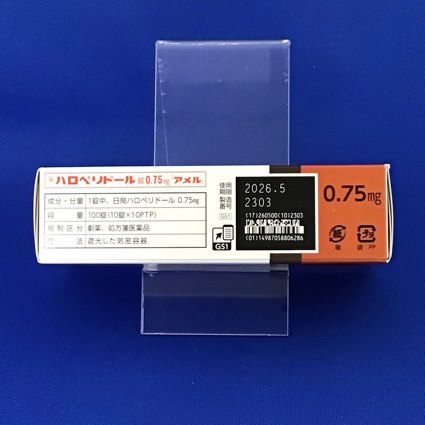 ハロペリドール錠0.75mg「アメル」
成分・分量 1錠中、日局ハロペリドール 0.75mg
容量 100錠(10錠×10PTP)
規制区分 劇薬、処方箋医薬品
貯法 遮光した気密容器
使用期限 2026.5
製造番号 2303
(17)260500(10)2303
(01)14987058806286
GS1
GS1
0.75mg
紙
箱
プラ
袋 PP